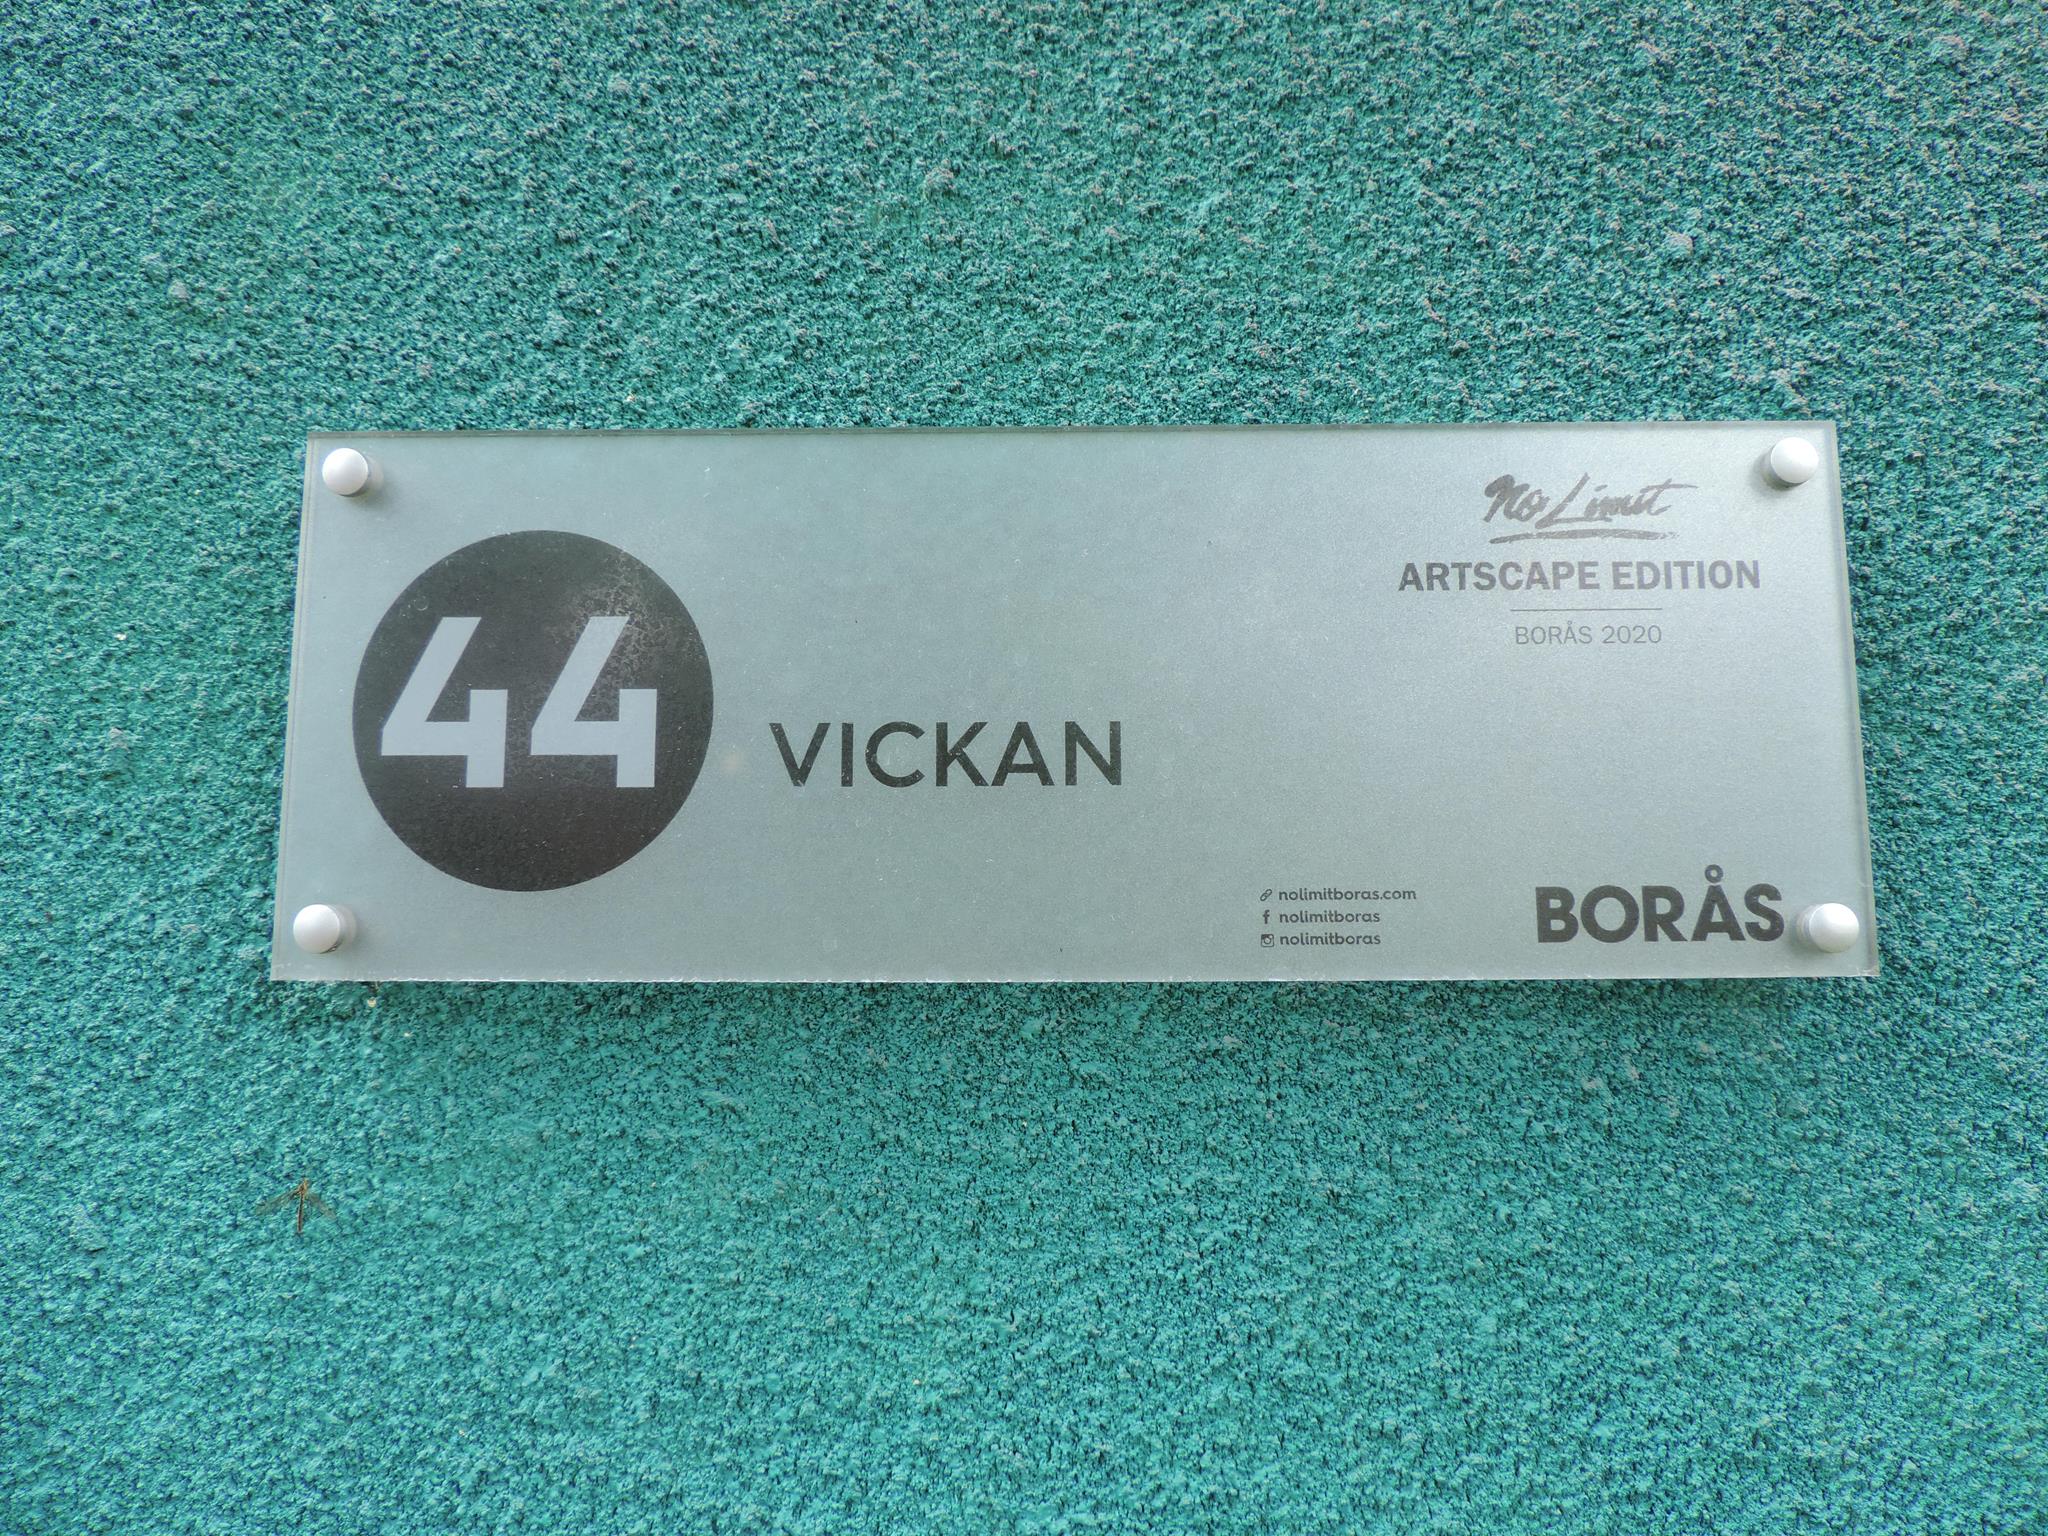 44
VICKAN
No Limit
ARTSCAPE EDITION
BORÅS 2020
nolimitboras.com
nolimitboras
nolimitboras
BORÅS